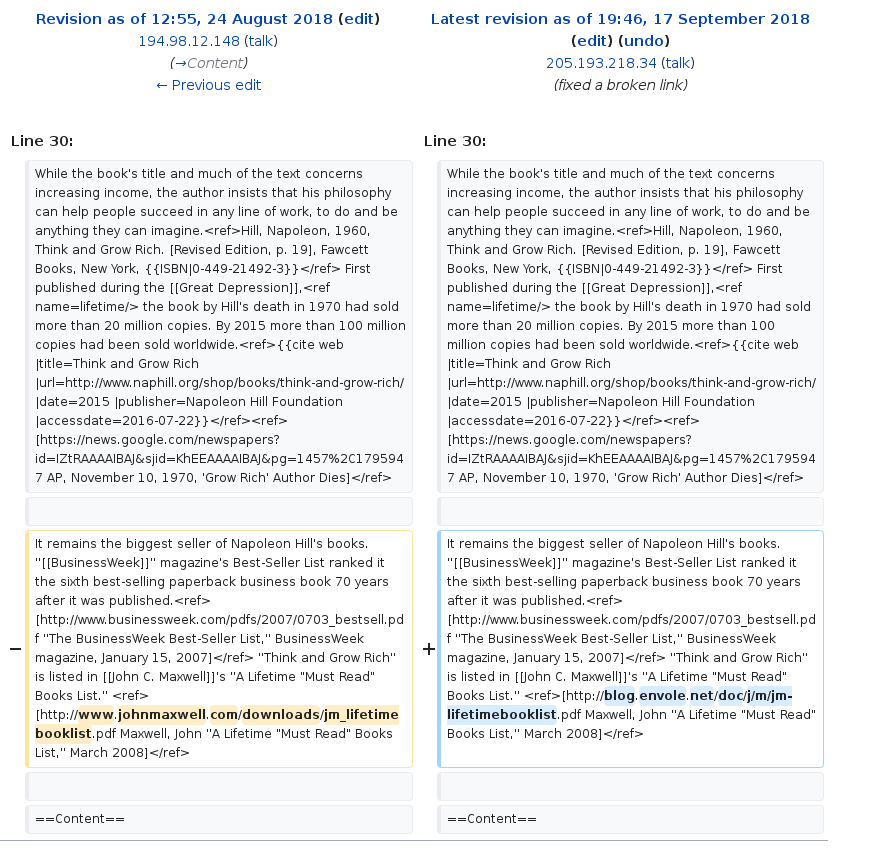 Revision as of 12:55, 24 August 2018 (edit)
194.98.12.148 (talk)
(→Content)
← Previous edit
Latest revision as of 19:46, 17 September 2018
(edit) (undo)
205.193.218.34 (talk)
(fixed a broken link)
Line 30:
While the book's title and much of the text concerns
increasing income, the author insists that his philosophy
can help people succeed in any line of work, to do and be
anything they can imagine.<ref>Hill, Napoleon, 1960,
Think and Grow Rich. [Revised Edition, p. 19], Fawcett
Books, New York, {{ISBN|0-449-21492-3}}</ref> First
published during the [[Great Depression]],<ref
name=lifetime/> the book by Hill's death in 1970 had sold
more than 20 million copies. By 2015 more than 100 million
copies had been sold worldwide.<ref>{{cite web
|title=Think and Grow Rich
|url=http://www.naphill.org/shop/books/think-and-grow-rich/
|date=2015 |publisher=Napoleon Hill Foundation
|accessdate=2016-07-22}}</ref><ref>
[https://news.google.com/newspapers?
id=IZtRAAAAIBAJ&sjid=KhEEAAAAIBAJ&pg=1457%2C179594
7 AP, November 10, 1970, 'Grow Rich' Author Dies]</ref>
Line 30:
While the book's title and much of the text concerns
increasing income, the author insists that his philosophy
can help people succeed in any line of work, to do and be
anything they can imagine.<ref>Hill, Napoleon, 1960,
Think and Grow Rich. [Revised Edition, p. 19], Fawcett
Books, New York, {{ISBN|0-449-21492-3}}</ref> First
published during the [[Great Depression]],<ref
name=lifetime/> the book by Hill's death in 1970 had sold
more than 20 million copies. By 2015 more than 100
million copies had been sold worldwide.<ref>{{cite web
|title=Think and Grow Rich
|url=http://www.naphill.org/shop/books/think-and-grow-rich/
|date=2015 |publisher=Napoleon Hill Foundation
|accessdate=2016-07-22}}</ref><ref>
[https://news.google.com/newspapers?
id=IZtRAAAAIBAJ&sjid=KhEEAAAAIBAJ&pg=1457%2C179594
7 AP, November 10, 1970, 'Grow Rich' Author Dies]</ref>
−
It remains the biggest seller of Napoleon Hill's books.
''[[BusinessWeek]]'' magazine's Best-Seller List ranked it
the sixth best-selling paperback business book 70 years
after it was published.<ref>
[http://www.businessweek.com/pdfs/2007/0703_bestsell.pd
f "The BusinessWeek Best-Seller List," BusinessWeek
magazine, January 15, 2007]</ref> ''Think and Grow Rich''
is listed in [[John C. Maxwell]]'s "A Lifetime "Must Read"
Books List." <ref>
[http://www.johnmaxwell.com/downloads/jm_lifetime
booklist.pdf Maxwell, John "A Lifetime "Must Read" Books
List," March 2008]</ref>
+
It remains the biggest seller of Napoleon Hill's books.
''[[BusinessWeek]]'' magazine's Best-Seller List ranked it
the sixth best-selling paperback business book 70 years
after it was published.<ref>
[http://www.businessweek.com/pdfs/2007/0703_bestsell.pd
f "The BusinessWeek Best-Seller List," BusinessWeek
magazine, January 15, 2007]</ref> ''Think and Grow Rich''
is listed in [[John C. Maxwell]]'s "A Lifetime "Must Read"
Books List." <ref>[http://blog.envole.net/doc/j/m/jm-
lifetimebooklist.pdf Maxwell, John "A Lifetime "Must Read"
Books List," March 2008]</ref>
==Content==
==Content==